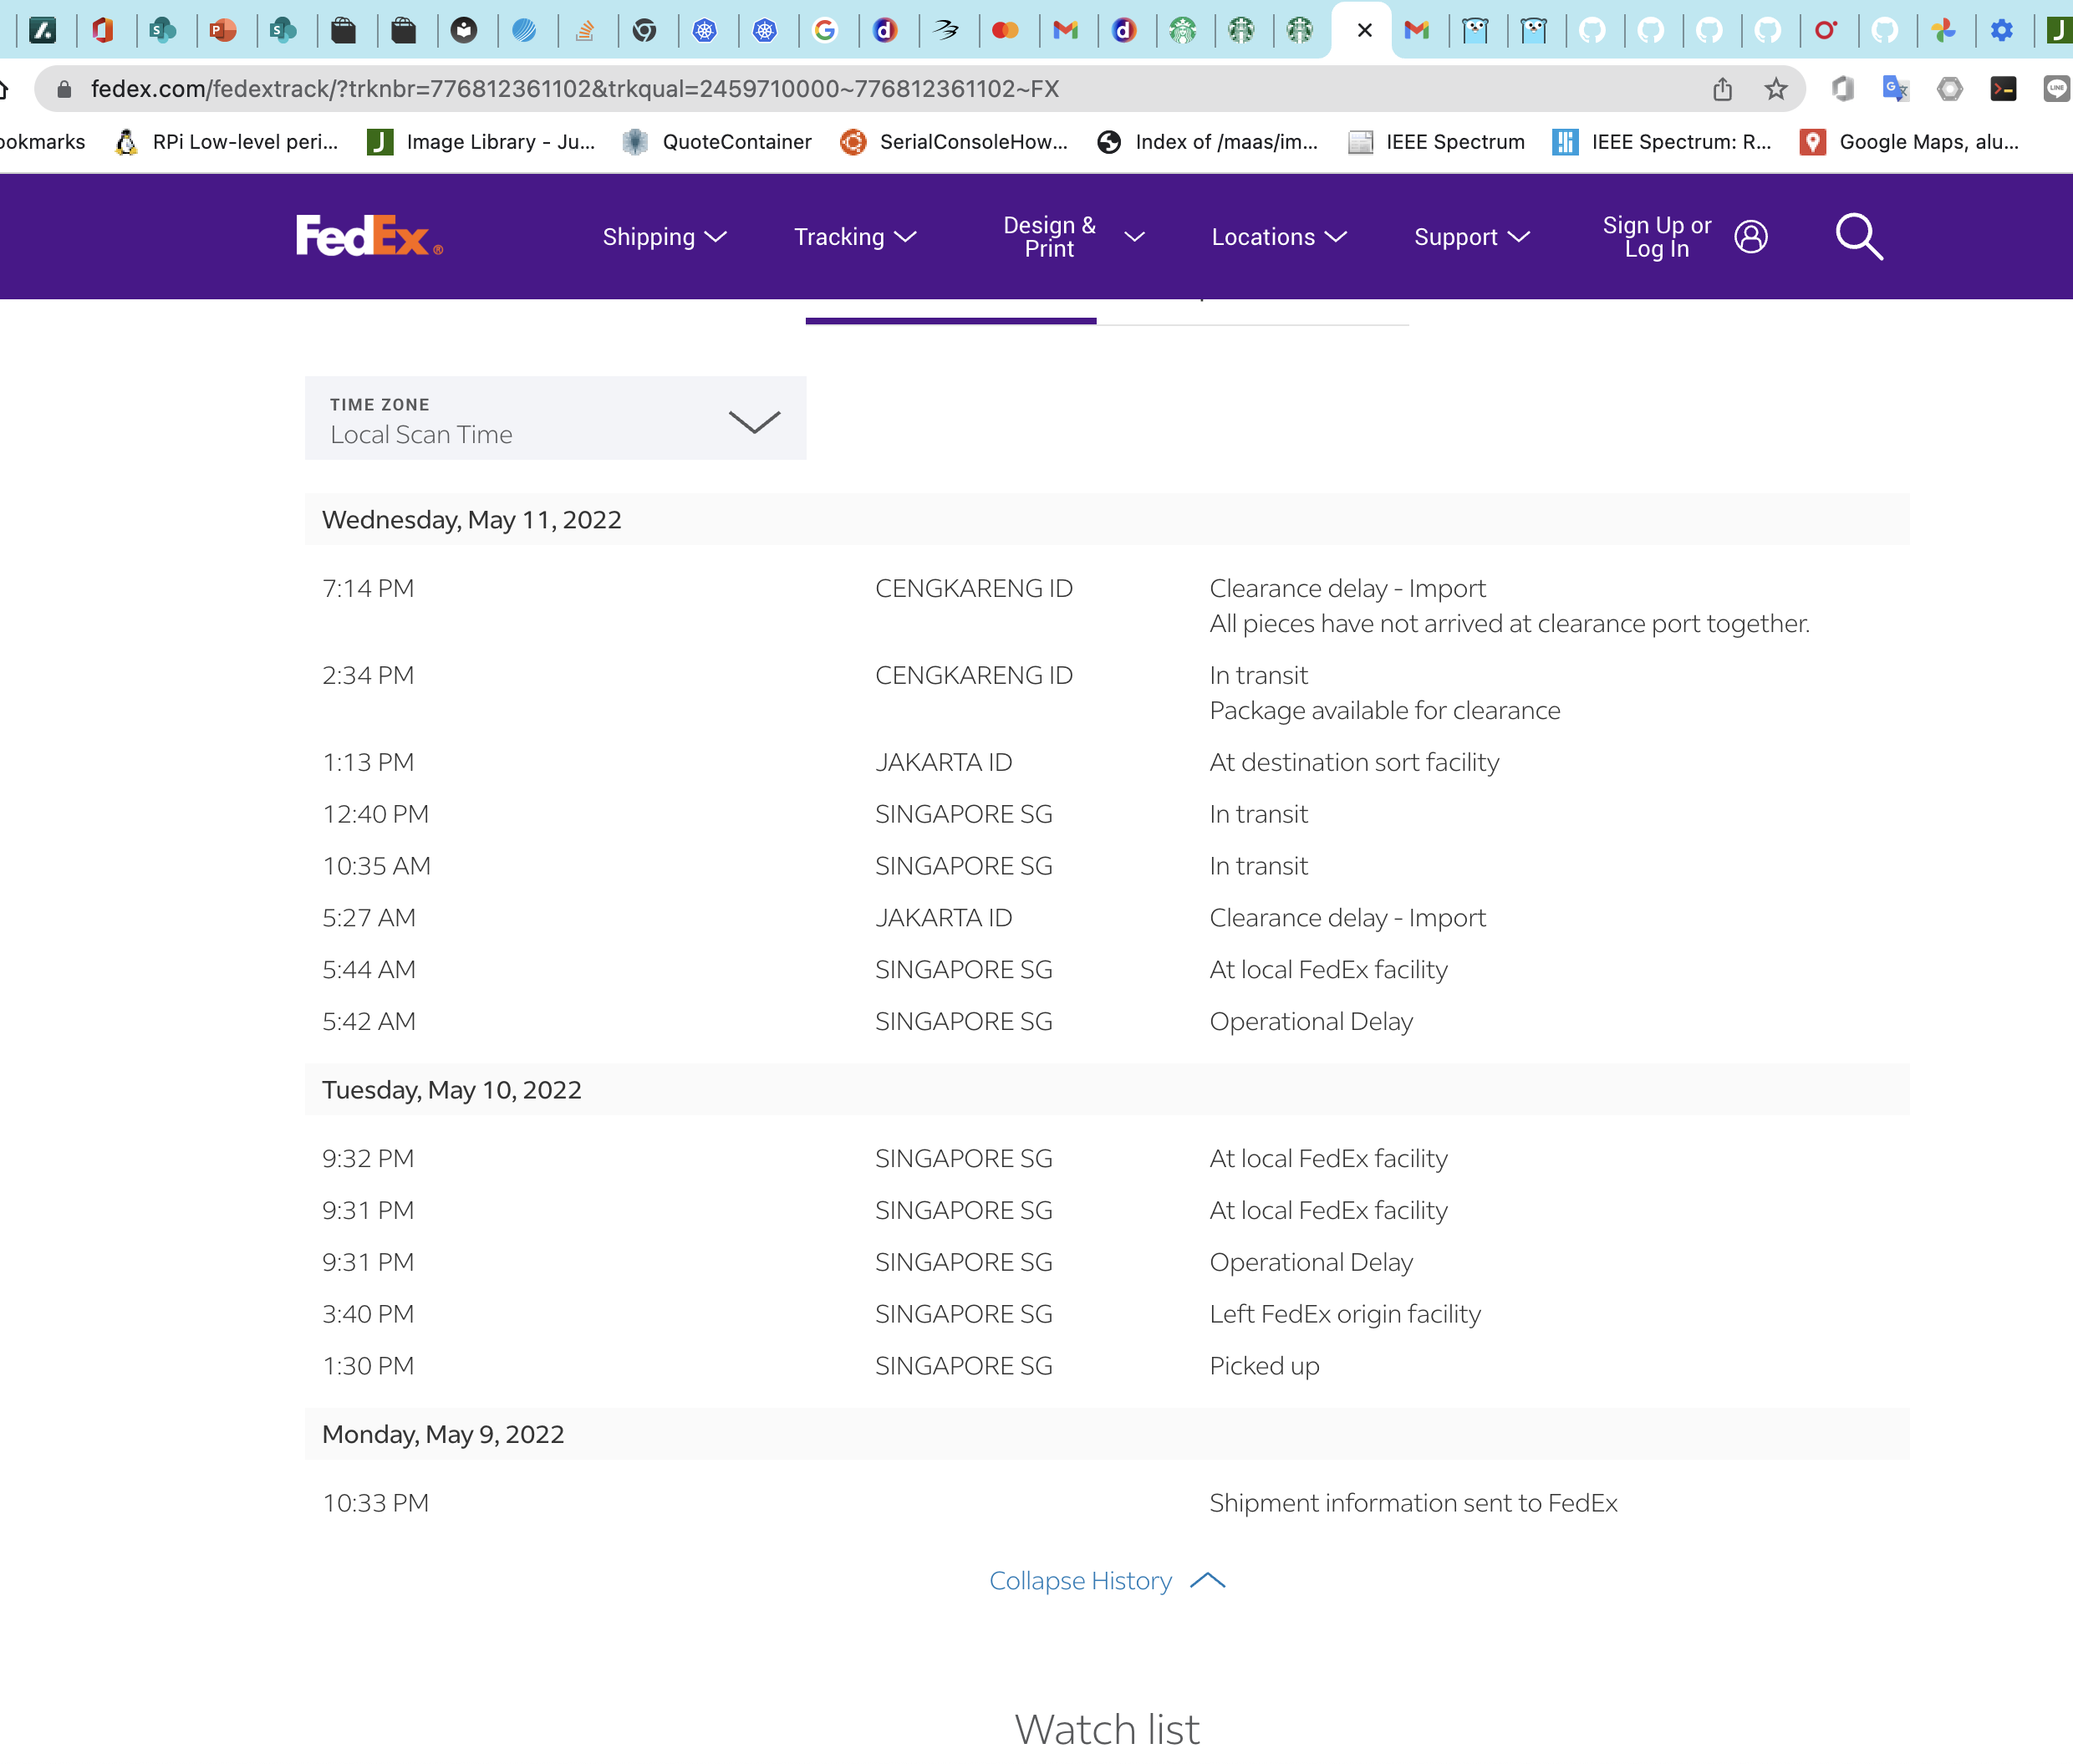 fedex.com/fedextrack/?trknbr=776812361102&trkqual=2459710000~776812361102~FX
ookmarks RPi Low-level peri... Image Library - Ju... QuoteContainer SerialConsoleHow... Index of /maas/im... IEEE Spectrum IEEE Spectrum: R... Google Maps, alu...
FedEx® Shipping Tracking Design & Print Locations Support Sign Up or Log In
TIME ZONE
Local Scan Time
Wednesday, May 11, 2022
7:14 PM CENGKARENG ID Clearance delay - Import
All pieces have not arrived at clearance port together.
2:34 PM CENGKARENG ID In transit
Package available for clearance
1:13 PM JAKARTA ID At destination sort facility
12:40 PM SINGAPORE SG In transit
10:35 AM SINGAPORE SG In transit
5:27 AM JAKARTA ID Clearance delay - Import
5:44 AM SINGAPORE SG At local FedEx facility
5:42 AM SINGAPORE SG Operational Delay
Tuesday, May 10, 2022
9:32 PM SINGAPORE SG At local FedEx facility
9:31 PM SINGAPORE SG At local FedEx facility
9:31 PM SINGAPORE SG Operational Delay
3:40 PM SINGAPORE SG Left FedEx origin facility
1:30 PM SINGAPORE SG Picked up
Monday, May 9, 2022
10:33 PM Shipment information sent to FedEx
Collapse History
Watch list